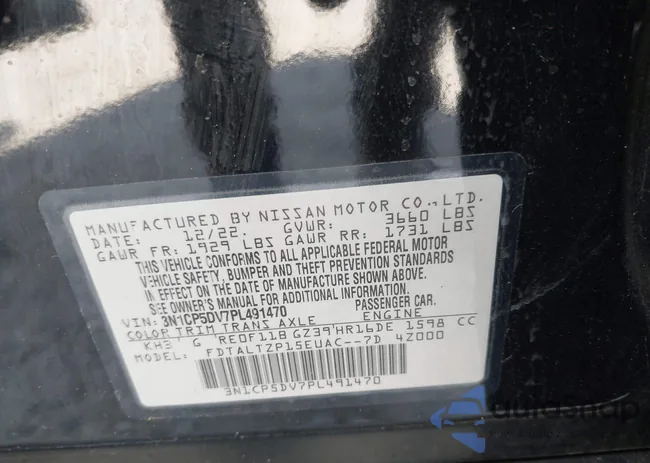 MANUFACTURED BY NISSAN MOTOR CO., LTD.
DATE: 12/22. GVWR: 3660 LBS
GAWR FR: 1929 LBS GAWR RR: 1731 LBS
THIS VEHICLE CONFORMS TO ALL APPLICABLE FEDERAL MOTOR
VEHICLE SAFETY, BUMPER AND THEFT PREVENTION STANDARDS
IN EFFECT ON THE DATE OF MANUFACTURE SHOWN ABOVE.
SEE OWNER'S MANUAL FOR ADDITIONAL INFORMATION.
VIN: 3N1CP5DV7PL491470 PASSENGER CAR.
COLOR TRIM TRANS AXLE ENGINE
KH3 G RE0F11B GZ39 HR16DE 1598 CC
FDTALTZP15EUAC--7D 4Z000
3N1CP5DV7PL491470
AutoSnap